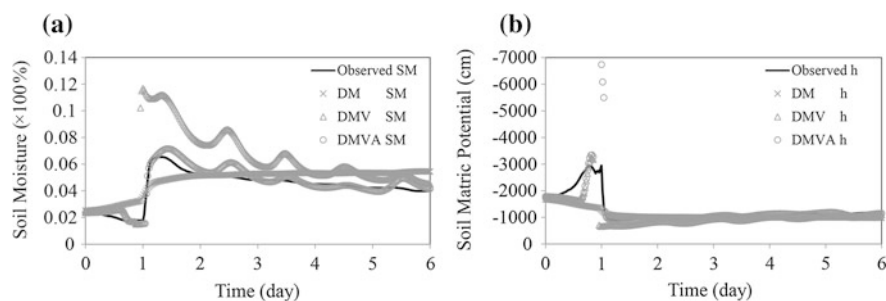 (a)
0.14
0.12
0.1
0.08
0.06
0.04
0.02
0
Soil Moisture (×100%)
Observed SM
DM SM
DMV SM
DMVA SM
0 1 2 3 4 5 6
Time (day)
(b)
-7000
-6000
-5000
-4000
-3000
-2000
-1000
0
Soil Matric Potential (cm)
Observed h
DM h
DMV h
DMVA h
0 1 2 3 4 5 6
Time (day)